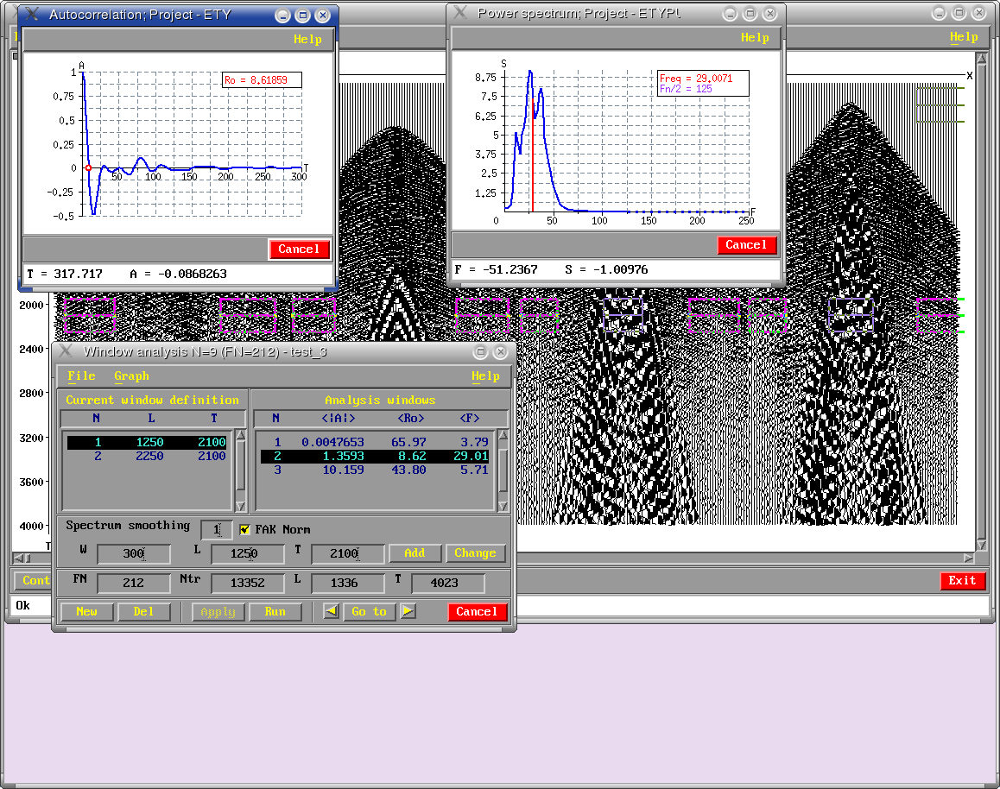 Autocorrelation; Project - ETY
Help
A
1
0.75
0.5
0.25
0
-0.25
-0.5
50 100 150 200 250 300
T
Ro = 8.61859
Cancel
T = 317.717 A = -0.0868263
Power spectrum; Project - ETYPL
Help
S
8.75
7.5
6.25
5
3.75
2.5
1.25
0 50 100 150 200 250
F
Freq = 29.0071
Fn/2 = 125
Cancel
F = -51.2367 S = -1.00976
Help
X
2000
2400
2800
3200
3600
4000
T
Cont
Exit
Ok
Window analysis N=9 (FN=212) - test_3
File Graph Help
Current window definition
N L T
1 1250 2100
2 2250 2100
Analysis windows
N <|A|> <Ro> <F>
1 0.0047653 65.97 3.79
2 1.3593 8.62 29.01
3 10.159 43.80 5.71
Spectrum smoothing 1 FAK Norm
W 300 L 1250 T 2100 Add Change
FN 212 Ntr 13352 L 1336 T 4023
New Del Apply Run Go to Cancel